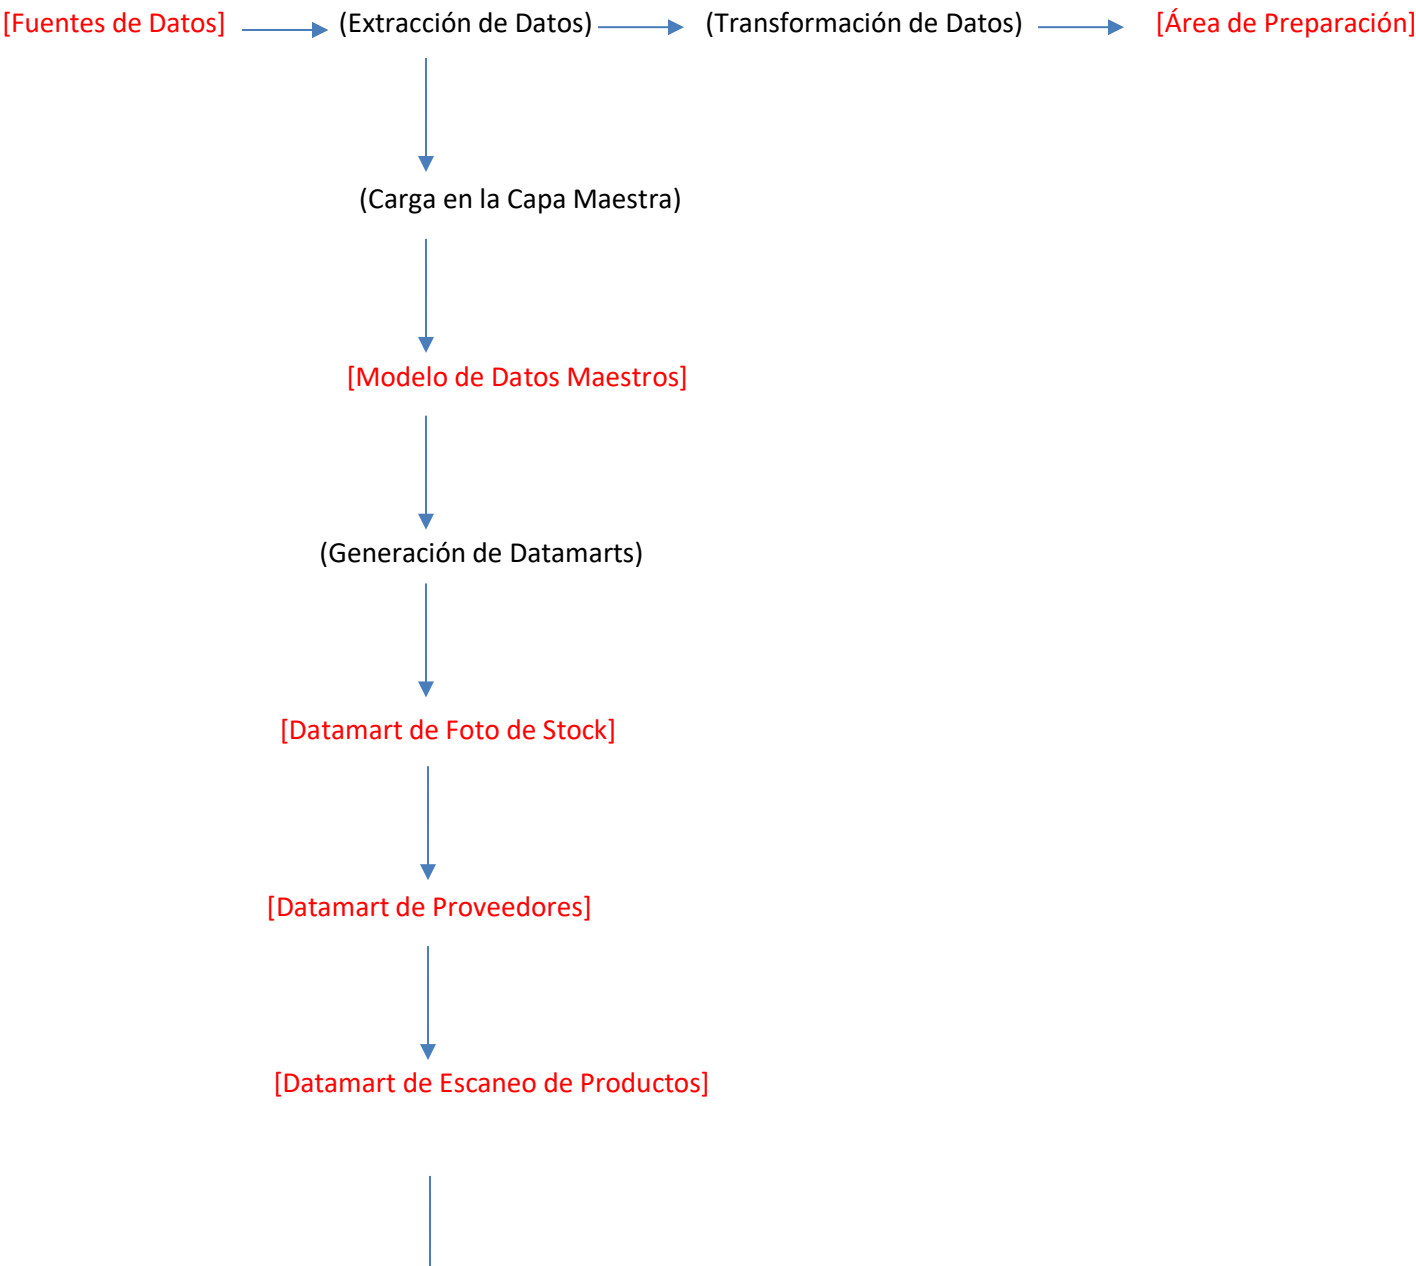 [Fuentes de Datos] (Extracción de Datos) (Transformación de Datos) [Área de Preparación]
(Carga en la Capa Maestra)
[Modelo de Datos Maestros]
(Generación de Datamarts)
[Datamart de Foto de Stock]
[Datamart de Proveedores]
[Datamart de Escaneo de Productos]